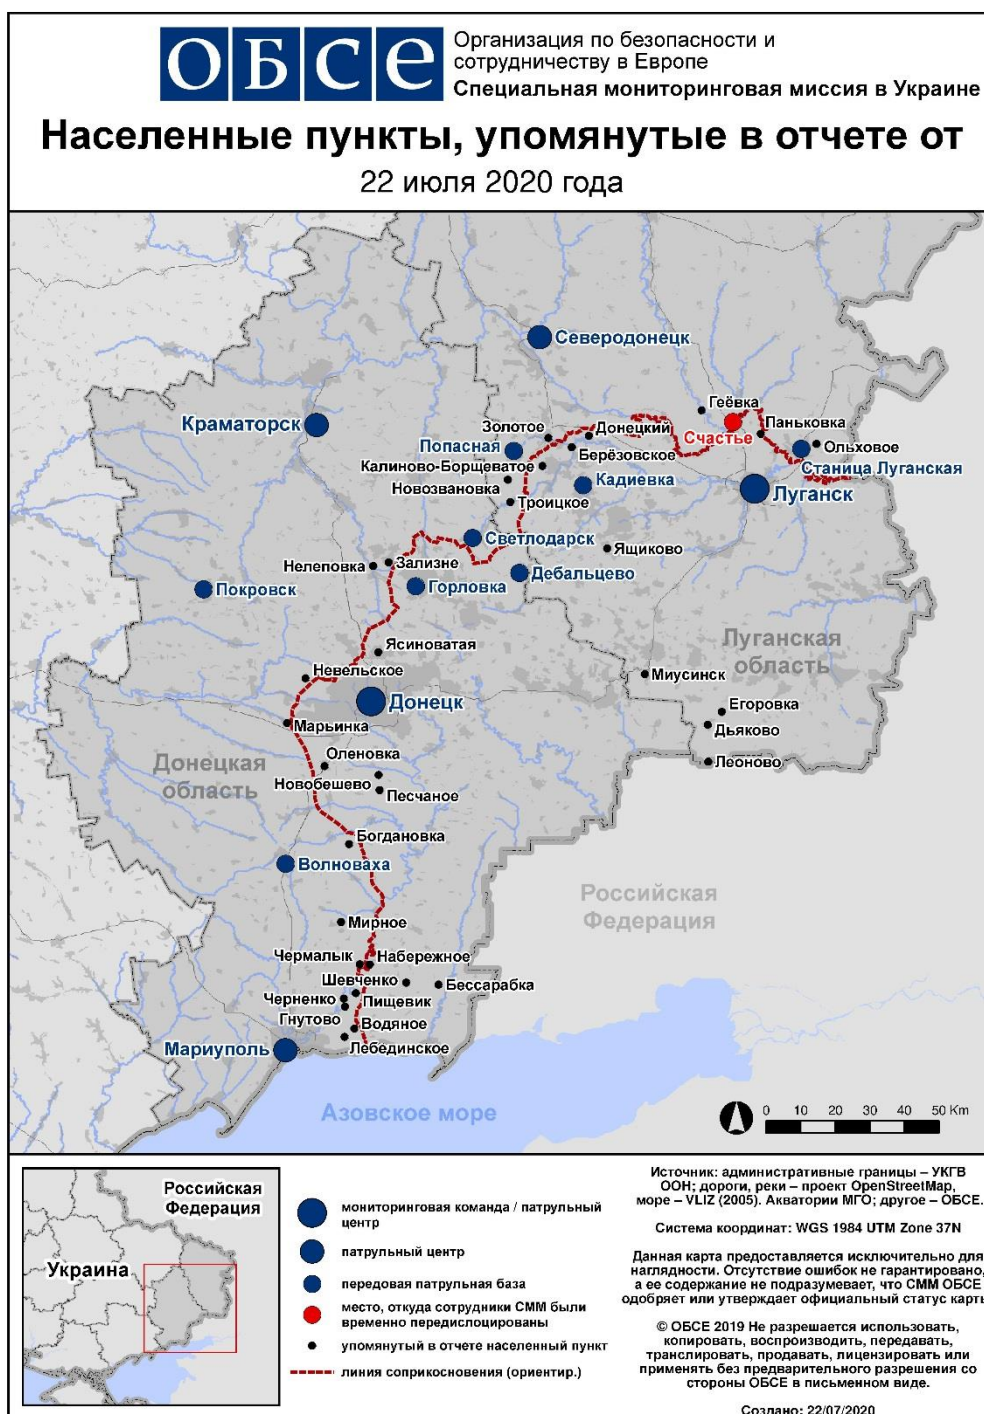 ОБСЕ
Организация по безопасности и
сотрудничеству в Европе
Специальная мониторинговая миссия в Украине
Населенные пункты, упомянутые в отчете от
22 июля 2020 года
Северодонецк
Геёвка
Краматорск
Золотое
Донецкий
Счастье
Паньковка
Попасная
Берёзовское
Ольховое
Калиново-Борщеватое
Станица Луганская
Новозвановка
Кадиевка
Луганск
Троицкое
Светлодарск
Ящиково
Нелеповка
Зализне
Дебальцево
Покровск
Горловка
Луганская
область
Ясиноватая
Невельское
Миусинск
Донецк
Егоровка
Марьинка
Дьяково
Оленовка
Леоново
Донецкая
область
Новобешево
Песчаное
Богдановка
Волноваха
Российская
Федерация
Мирное
Чермалык
Набережное
Шевченко
Бессарабка
Черненко
Пищевик
Гнутово
Водяное
Мариуполь
Лебединское
Азовское море
0 10 20 30 40 50 Km
Российская
Федерация
Украина
мониторинговая команда / патрульный
центр
патрульный центр
передовая патрульная база
место, откуда сотрудники СММ были
временно передислоцированы
упомянутый в отчете населенный пункт
линия соприкосновения (ориентир.)
Источник: административные границы – УКГВ
ООН; дороги, реки – проект OpenStreetMap,
море – VLIZ (2005). Акватории МГО; другое – ОБСЕ.
Система координат: WGS 1984 UTM Zone 37N
Данная карта предоставляется исключительно для
наглядности. Отсутствие ошибок не гарантировано,
а ее содержание не подразумевает, что СММ ОБСЕ
одобряет или утверждает официальный статус карты.
© ОБСЕ 2019 Не разрешается использовать,
копировать, воспроизводить, передавать,
транслировать, продавать, лицензировать или
применять без предварительного разрешения со
стороны ОБСЕ в письменном виде.
Создано: 22/07/2020